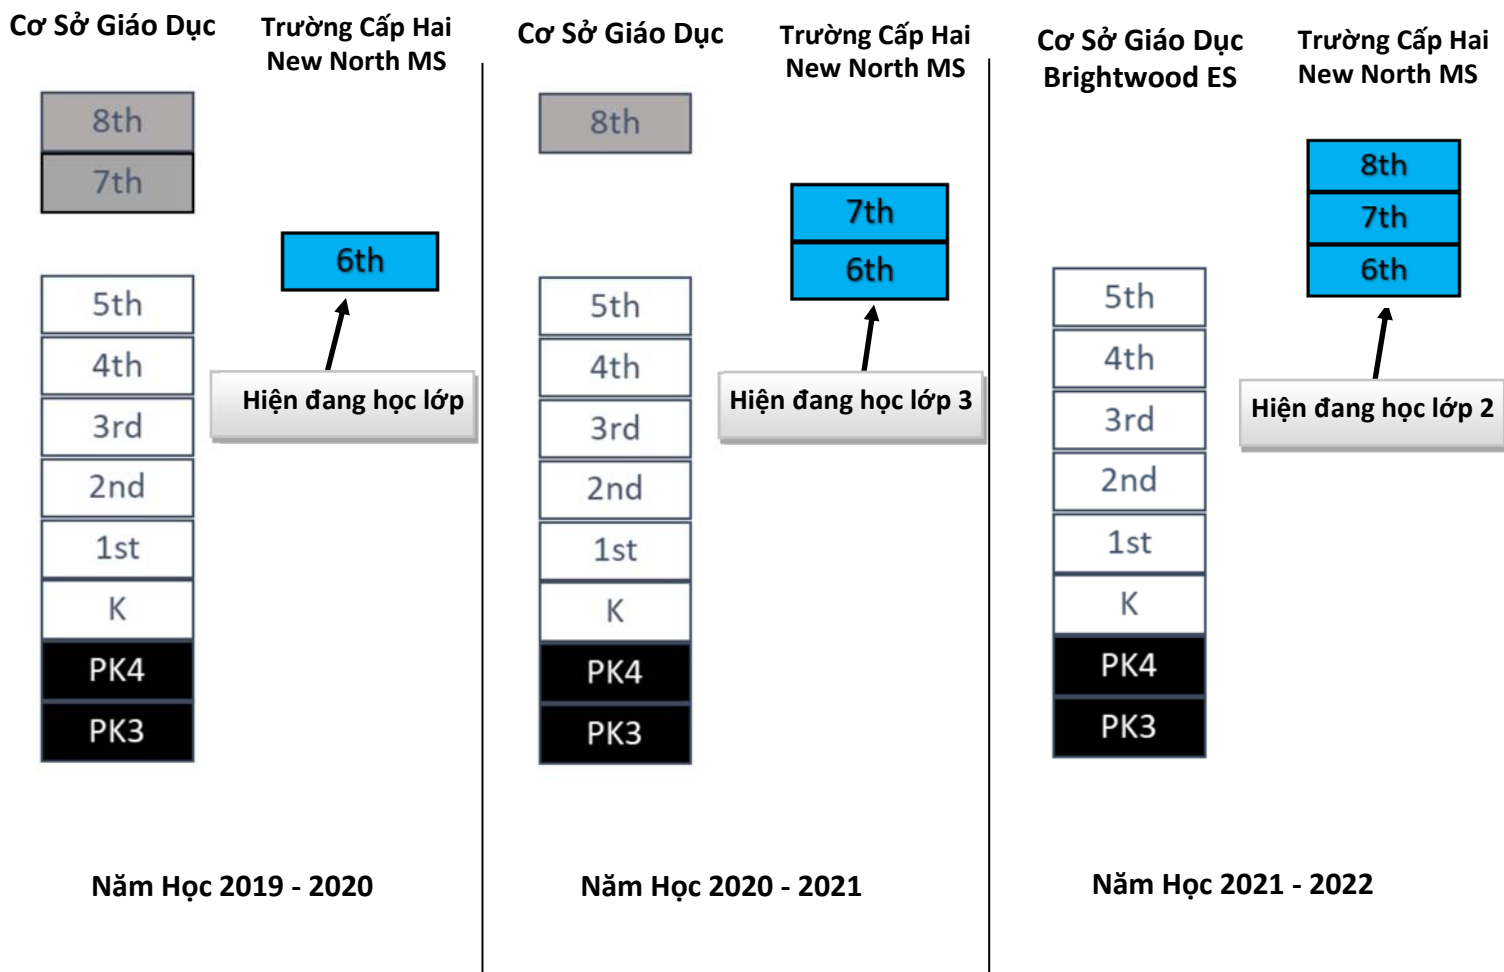 Cơ Sở Giáo Dục
Trường Cấp Hai
New North MS
8th
7th
6th
5th
4th
3rd
2nd
1st
K
PK4
PK3
Hiện đang học lớp
Năm Học 2019 - 2020
Cơ Sở Giáo Dục
Trường Cấp Hai
New North MS
8th
7th
6th
5th
4th
3rd
2nd
1st
K
PK4
PK3
Hiện đang học lớp 3
Năm Học 2020 - 2021
Cơ Sở Giáo Dục
Brightwood ES
Trường Cấp Hai
New North MS
8th
7th
6th
5th
4th
3rd
2nd
1st
K
PK4
PK3
Hiện đang học lớp 2
Năm Học 2021 - 2022